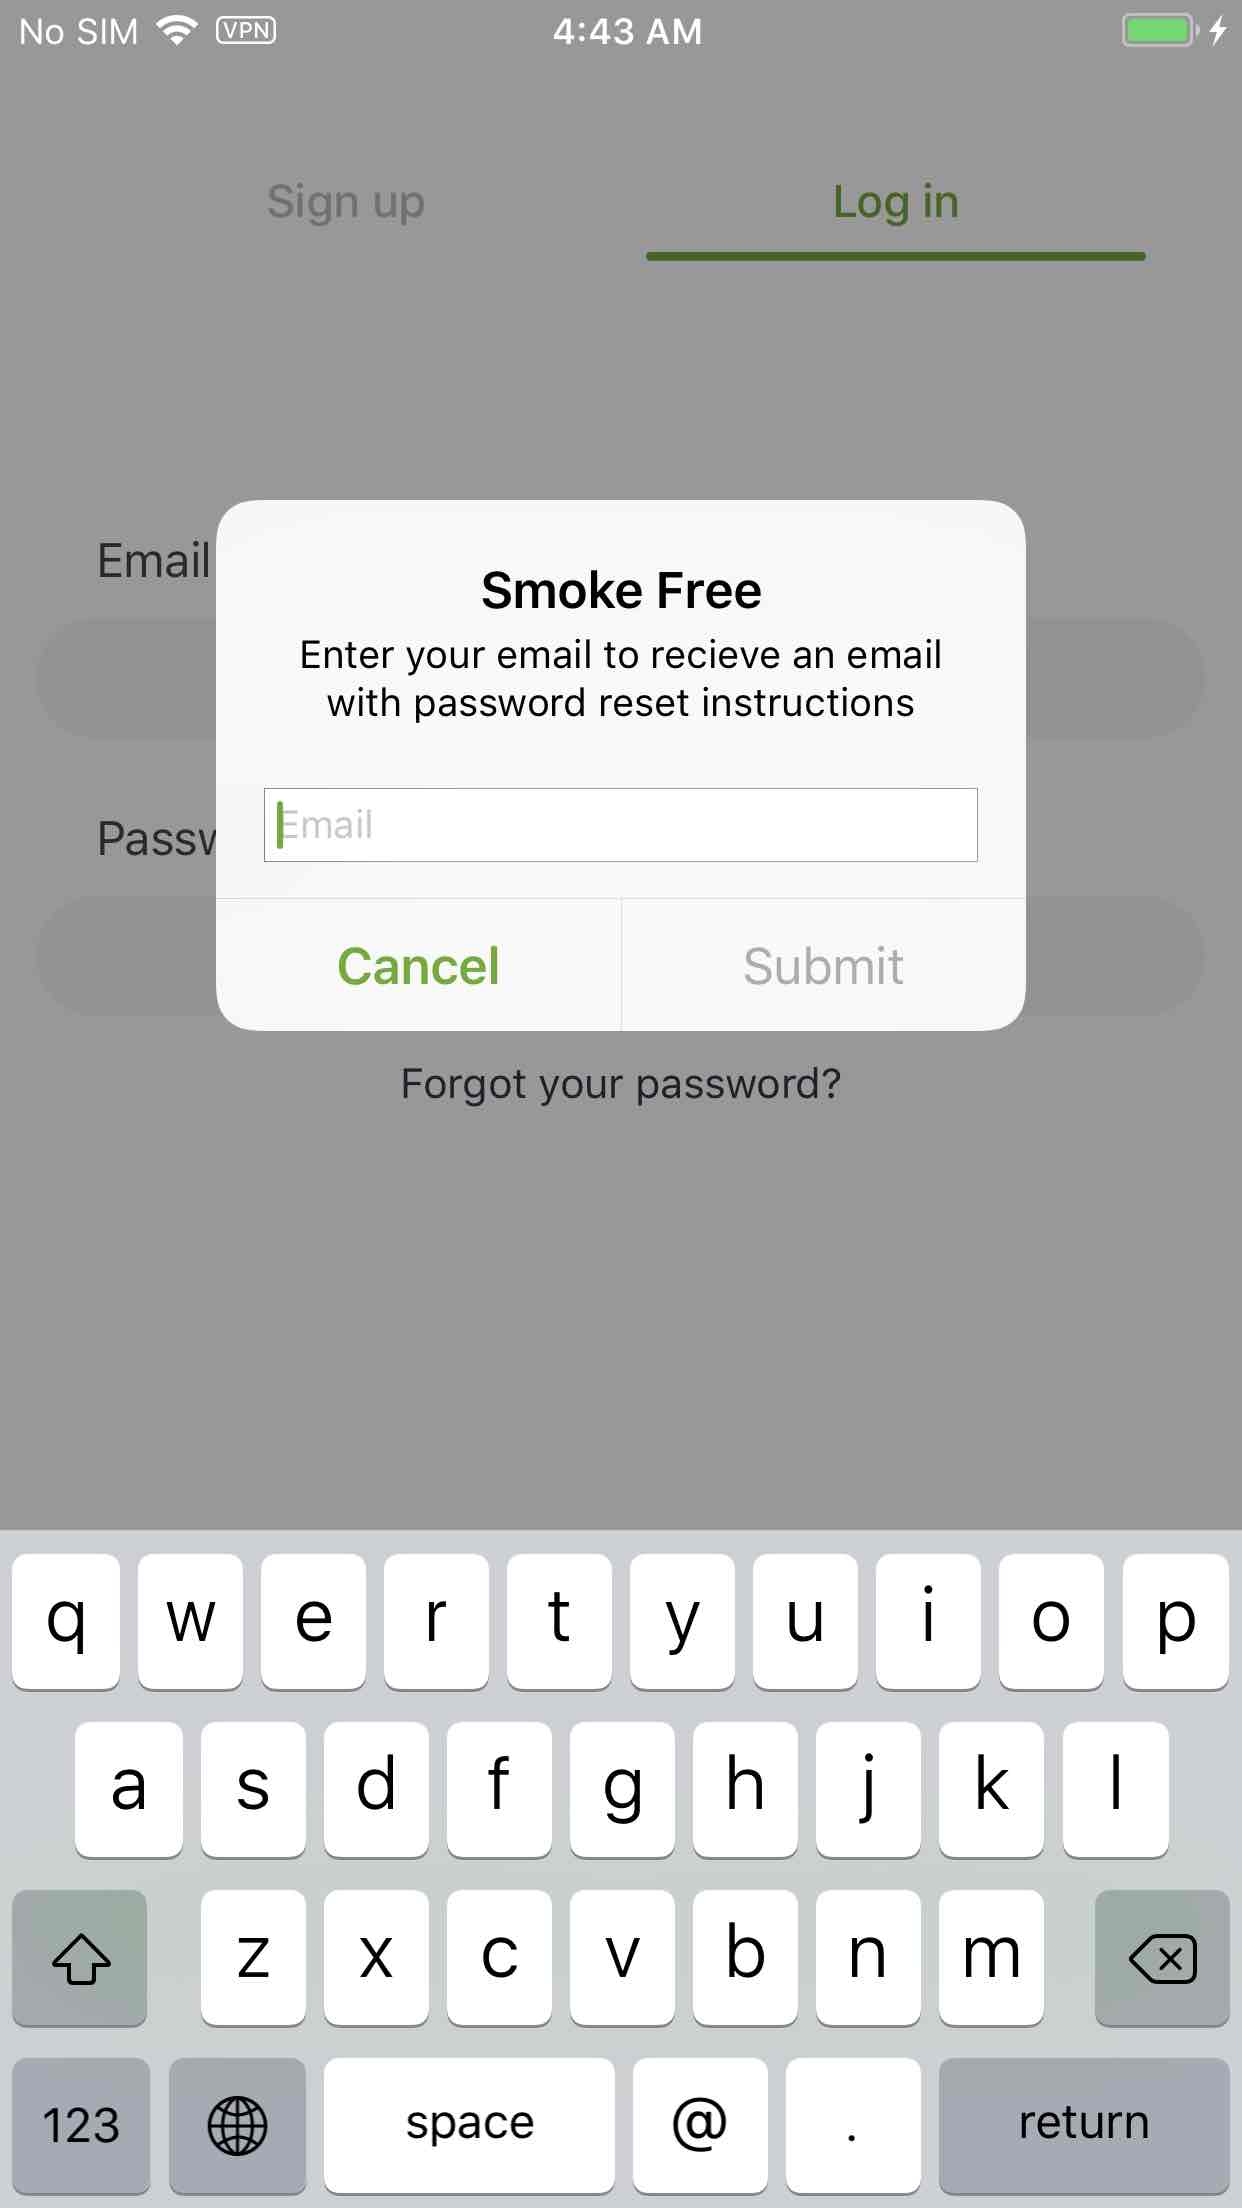 No SIM VPN 4:43 AM
Sign up Log in
Email
Passw
Smoke Free
Enter your email to recieve an email
with password reset instructions
Email
Cancel Submit
Forgot your password?
q w e r t y u i o p
a s d f g h j k l
z x c v b n m
123 space @ . return